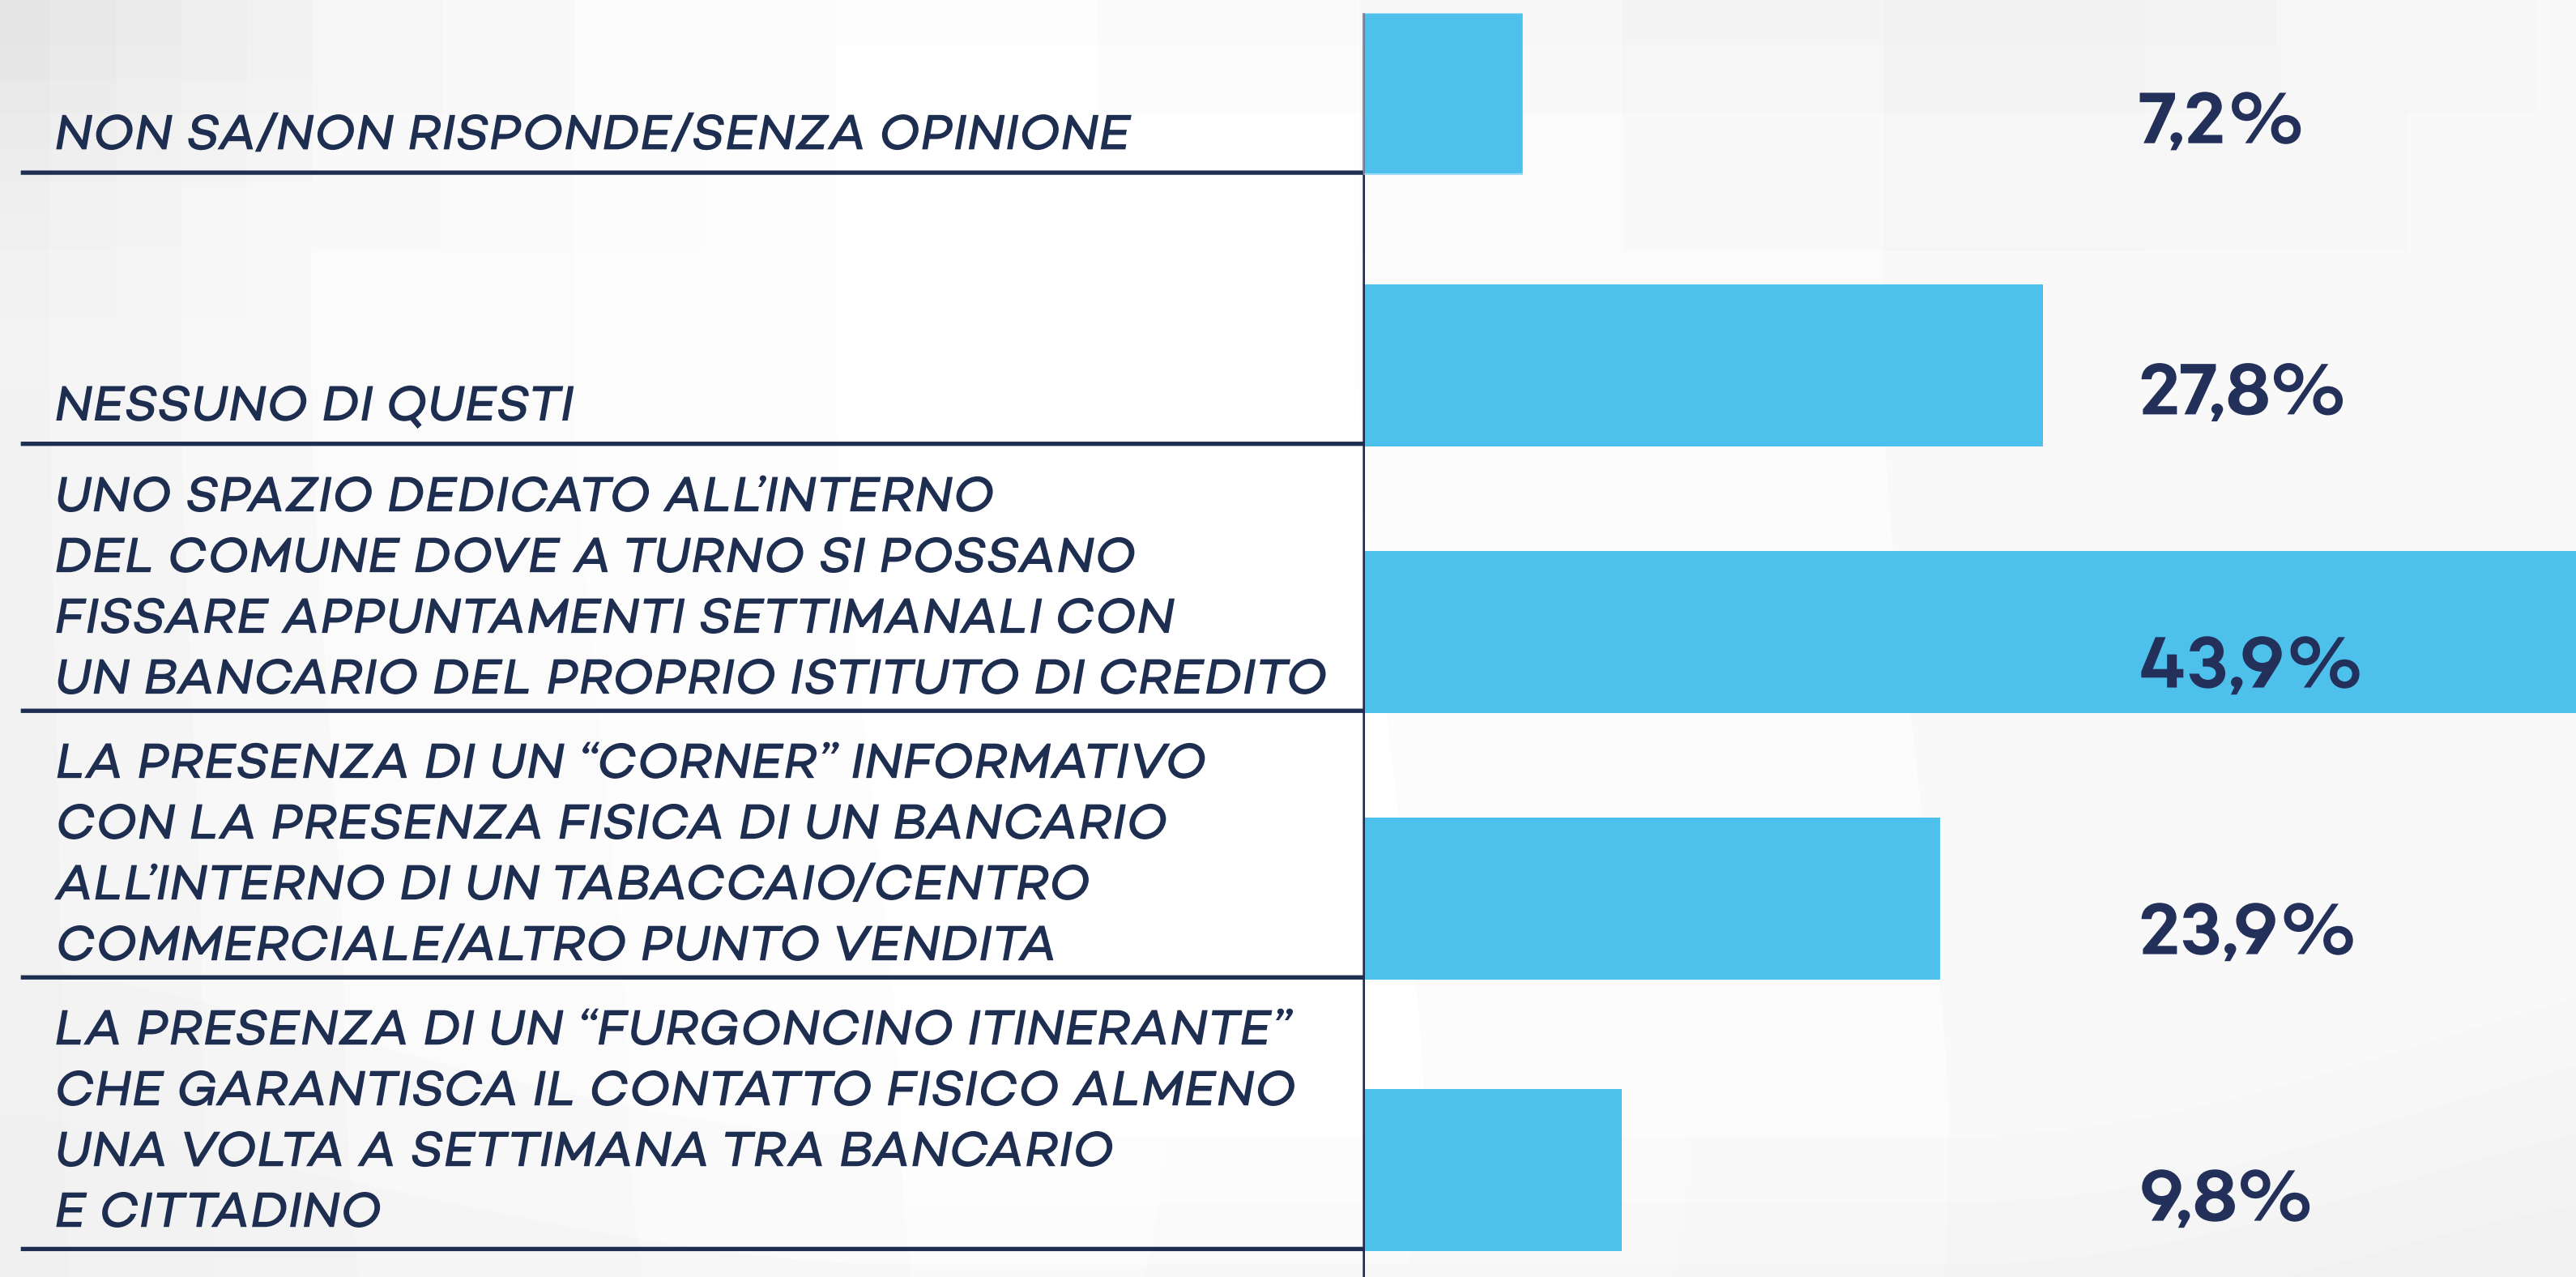 NON SA/NON RISPONDE/SENZA OPINIONE
7,2%
NESSUNO DI QUESTI
27,8%
UNO SPAZIO DEDICATO ALL’INTERNO
DEL COMUNE DOVE A TURNO SI POSSANO
FISSARE APPUNTAMENTI SETTIMANALI CON
UN BANCARIO DEL PROPRIO ISTITUTO DI CREDITO
43,9%
LA PRESENZA DI UN “CORNER” INFORMATIVO
CON LA PRESENZA FISICA DI UN BANCARIO
ALL’INTERNO DI UN TABACCAIO/CENTRO
COMMERCIALE/ALTRO PUNTO VENDITA
23,9%
LA PRESENZA DI UN “FURGONCINO ITINERANTE”
CHE GARANTISCA IL CONTATTO FISICO ALMENO
UNA VOLTA A SETTIMANA TRA BANCARIO
E CITTADINO
9,8%